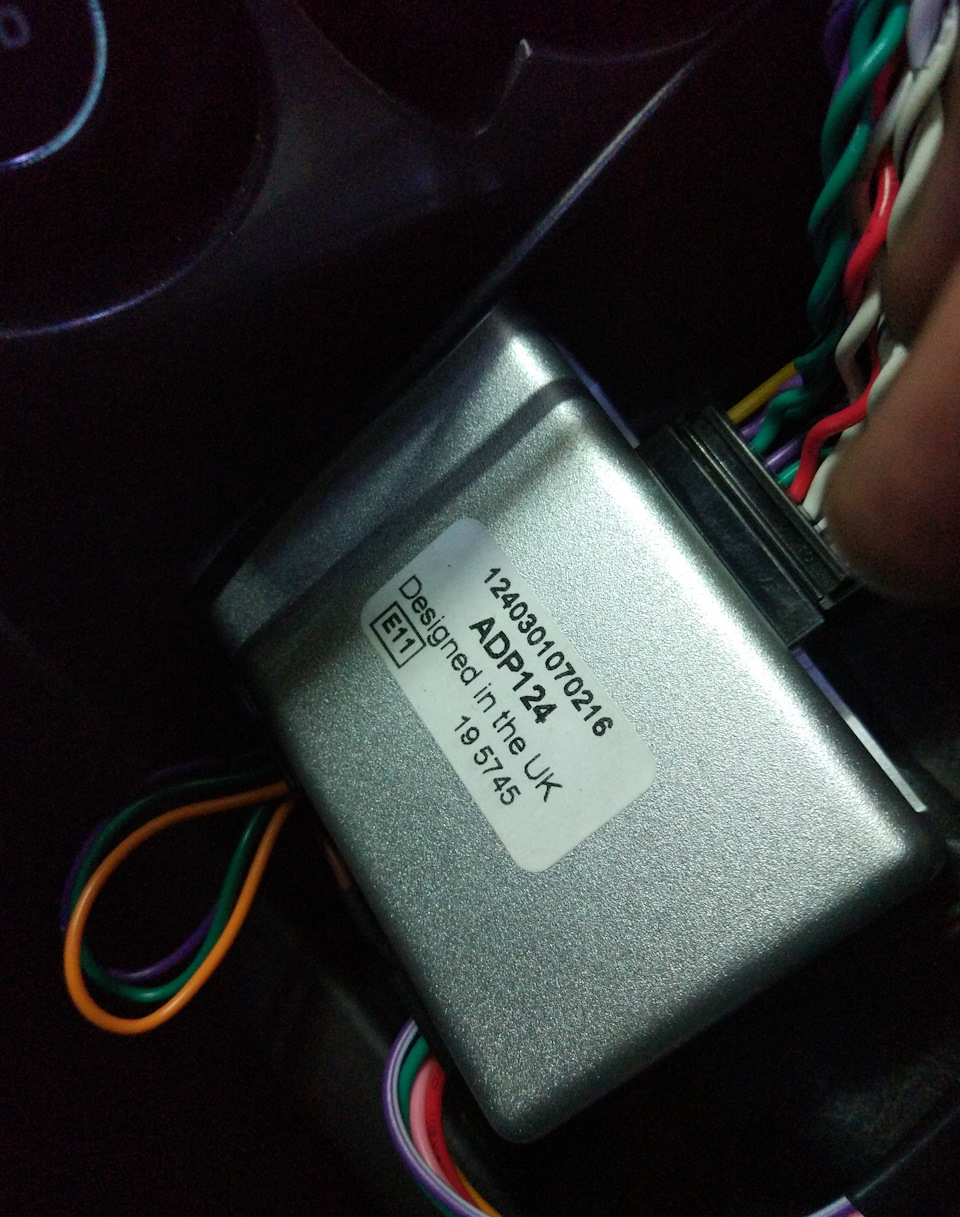 1240301070216
ADP124
Designed in the UK
E11
19 5745